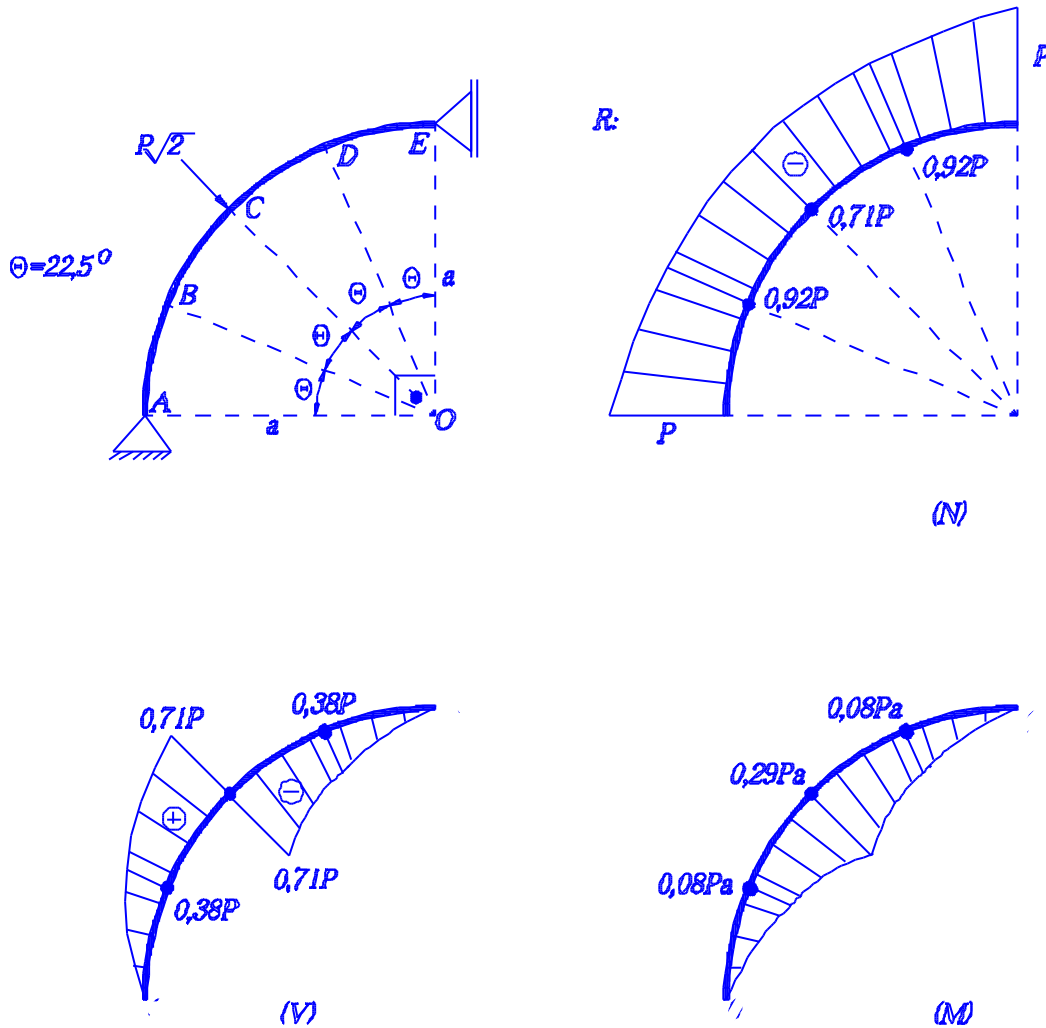 P√2
E
D
C
Θ=22,5°
B
Θ
Θ
Θ
Θ
a
A
a
O
R:
P
0,92P
0,71P
0,92P
P
(N)
0,71P
0,38P
0,71P
0,38P
(V)
0,08Pa
0,29Pa
0,08Pa
(M)